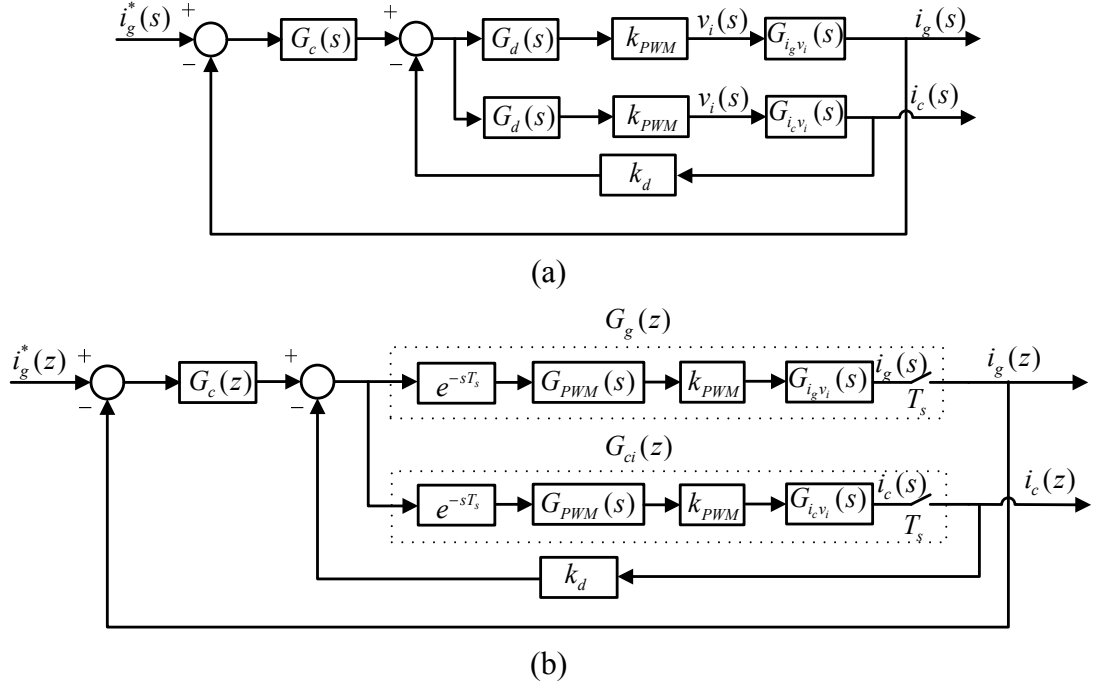 i_g^*(s) + − G_c(s) + − G_d(s) k_PWM v_i(s) G_{i_g v_i}(s) i_g(s)
G_d(s) k_PWM v_i(s) G_{i_c v_i}(s) i_c(s)
k_d
(a)
G_g(z)
i_g^*(z) + − G_c(z) + − e^{-sT_s} G_PWM(s) k_PWM G_{i_g v_i}(s) i_g(s) T_s i_g(z)
G_ci(z)
e^{-sT_s} G_PWM(s) k_PWM G_{i_c v_i}(s) i_c(s) T_s i_c(z)
k_d
(b)